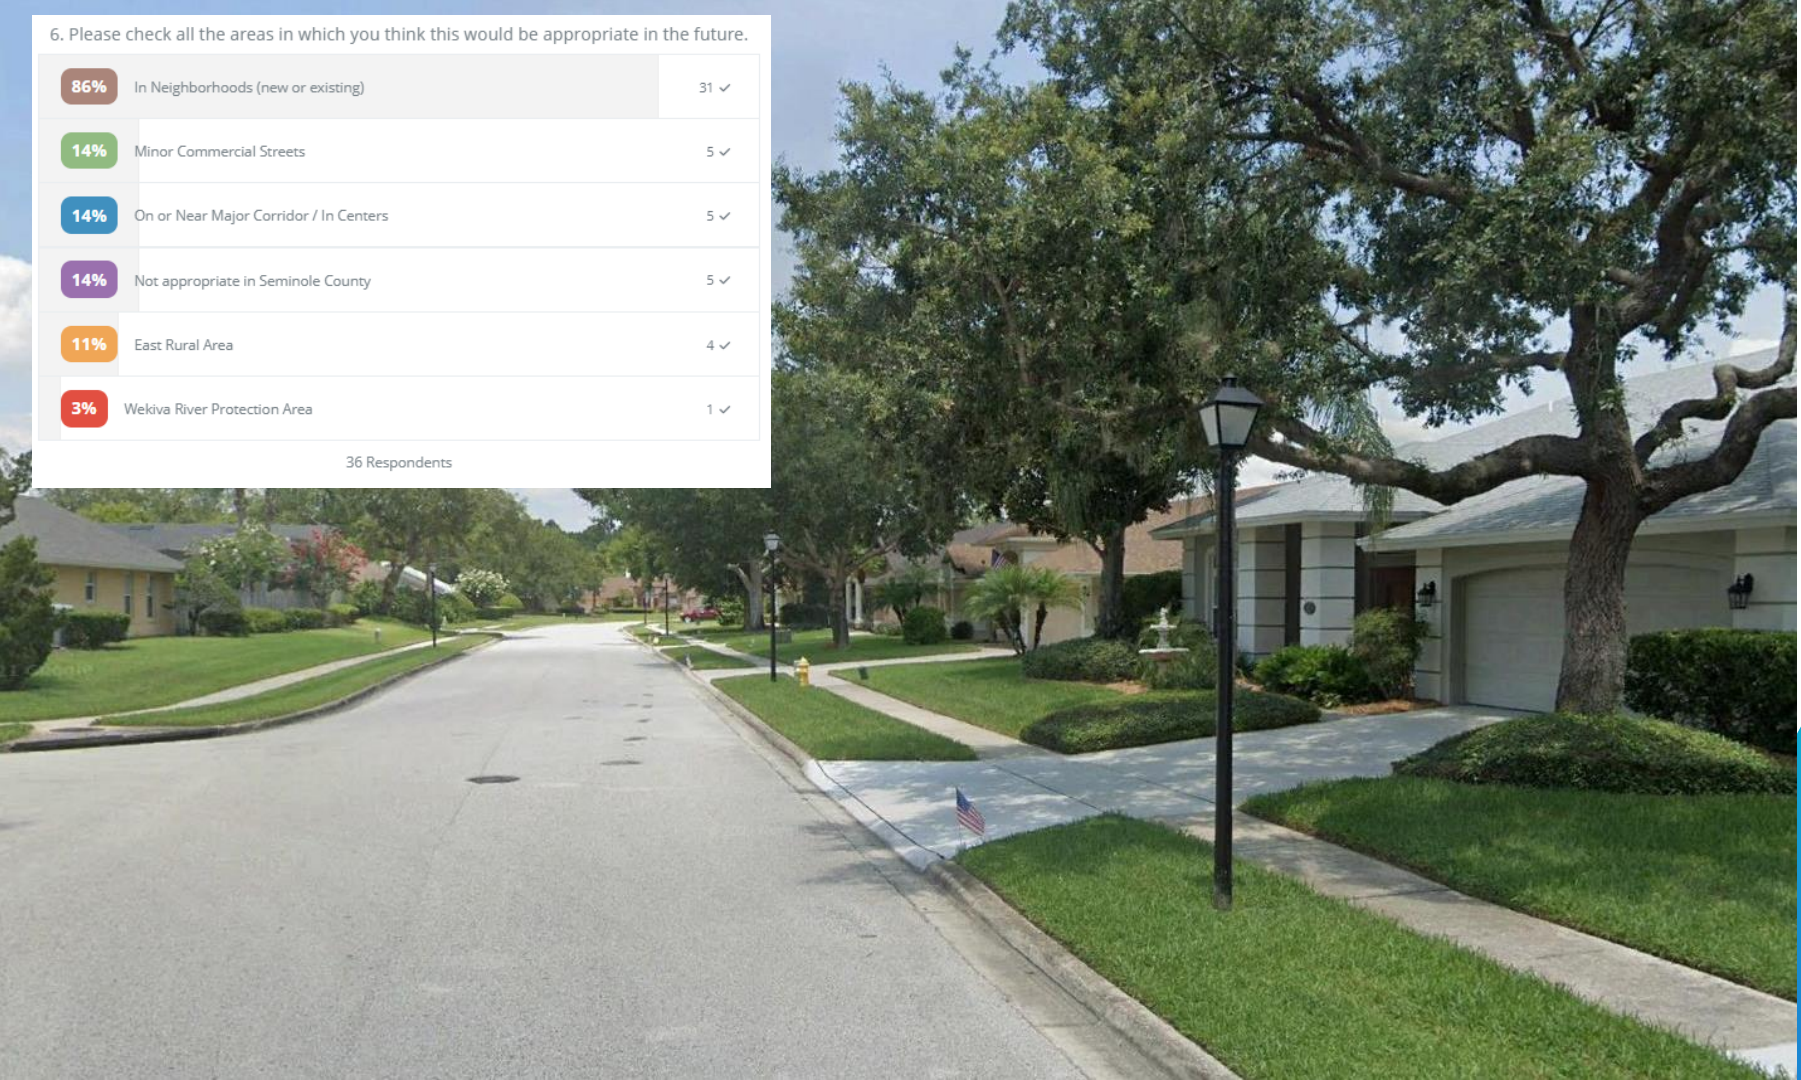 6. Please check all the areas in which you think this would be appropriate in the future.
86% In Neighborhoods (new or existing) 31
14% Minor Commercial Streets 5
14% On or Near Major Corridor / In Centers 5
14% Not appropriate in Seminole County 5
11% East Rural Area 4
3% Wekiva River Protection Area 1
36 Respondents